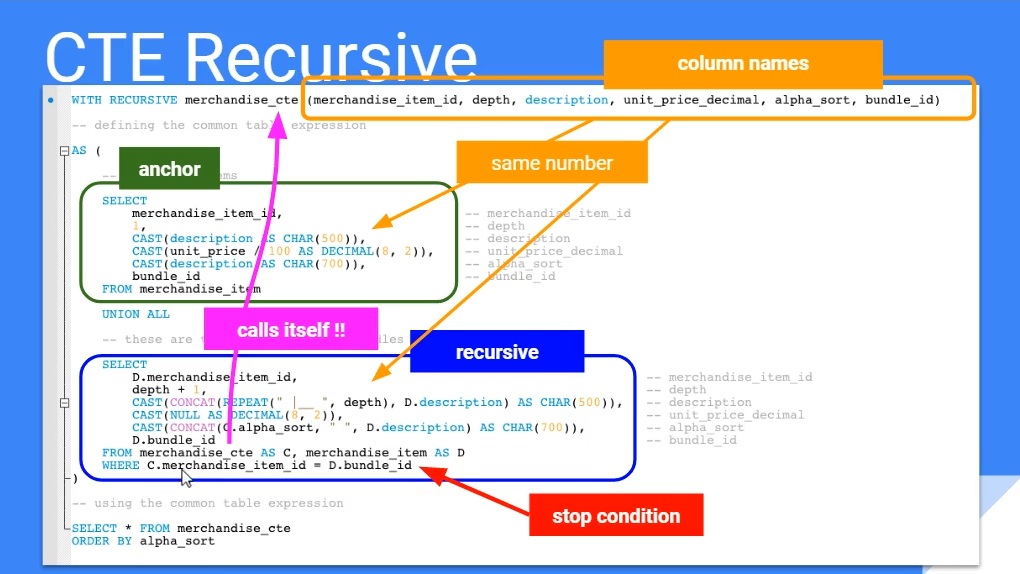 CTE Recursive
column names
WITH RECURSIVE merchandise_cte (merchandise_item_id, depth, description, unit_price_decimal, alpha_sort, bundle_id)
-- defining the common table expression
same number
AS (
anchor
SELECT
merchandise_item_id, -- merchandise_item_id
1, -- depth
CAST(description AS CHAR(500)), -- description
CAST(unit_price / 100 AS DECIMAL(8, 2)), -- unit_price_decimal
CAST(description AS CHAR(700)), -- alpha_sort
bundle_id -- bundle_id
FROM merchandise_item
UNION ALL
calls itself !!
-- these are
recursive
SELECT
D.merchandise_item_id, -- merchandise_item_id
depth + 1, -- depth
CAST(CONCAT(REPEAT(" |__ ", depth), D.description) AS CHAR(500)), -- description
CAST(NULL AS DECIMAL(8, 2)), -- unit_price_decimal
CAST(CONCAT(C.alpha_sort, " ", D.description) AS CHAR(700)), -- alpha_sort
D.bundle_id -- bundle_id
FROM merchandise_cte AS C, merchandise_item AS D
WHERE C.merchandise_item_id = D.bundle_id
)
-- using the common table expression
stop condition
SELECT * FROM merchandise_cte
ORDER BY alpha_sort